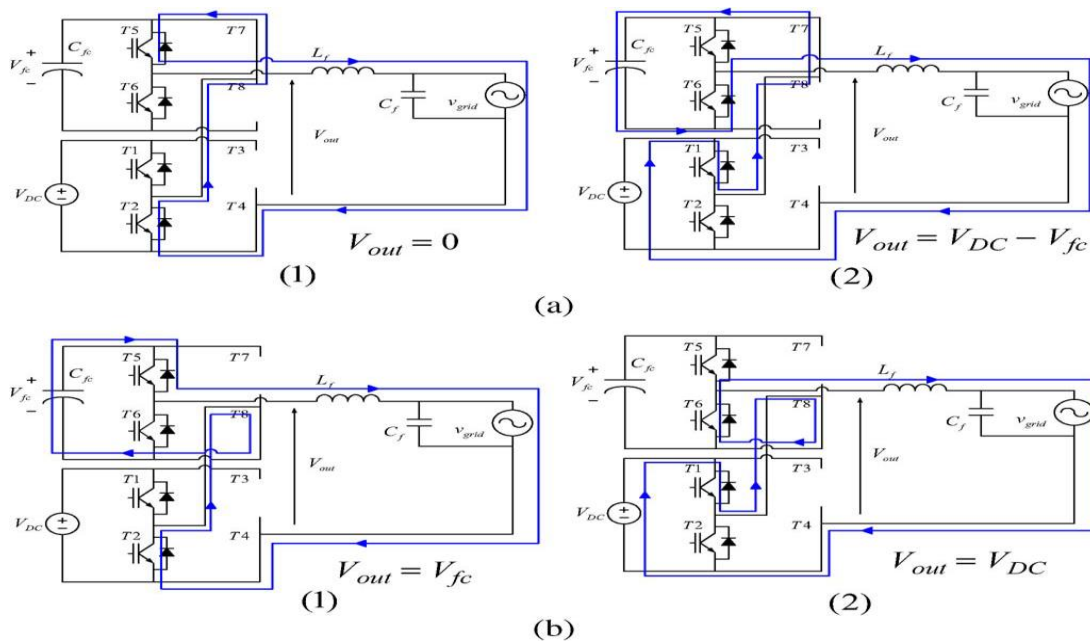 T5
T7
+
C_fc
V_fc
−
L_f
T6
T8
C_f
v_grid
T1
T3
V_out
V_DC
T2
T4
V_out = 0
(1)
T5
T7
+
C_fc
V_fc
−
L_f
T6
T8
C_f
v_grid
T1
T3
V_out
V_DC
T2
T4
V_out = V_DC − V_fc
(2)
(a)
T5
T7
+
C_fc
V_fc
−
L_f
T6
T8
C_f
v_grid
T1
T3
V_out
V_DC
T2
T4
V_out = V_fc
(1)
T5
T7
+
C_fc
V_fc
−
L_f
T6
T8
C_f
v_grid
T1
T3
V_out
V_DC
T2
T4
V_out = V_DC
(2)
(b)